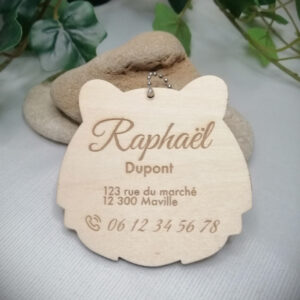 Raphaël
Dupont
123 rue du marché
12 300 Maville
06 12 34 56 78